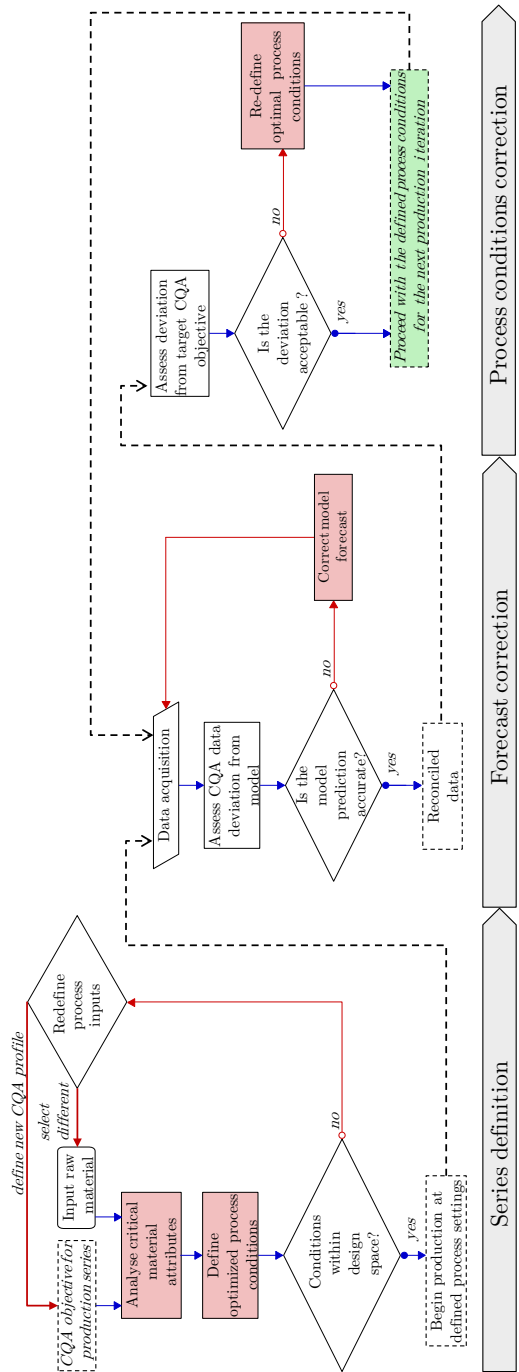 define new CQA profile
CQA objective for
production series
Input raw
material
select
different
Redefine
process
inputs
Analyse critical
material
attributes
Define
optimized process
conditions
Conditions
within
design
space?
no
yes
Begin production at
defined process settings
Series definition
Data acquisition
Assess CQA data
deviation from
model
Is the
model
prediction
accurate?
no
yes
Correct model
forecast
Reconciled
data
Forecast correction
Assess deviation
from target CQA
objective
Is the
deviation
acceptable ?
no
yes
Re-define
optimal process
conditions
Proceed with the defined process conditions
for the next production iteration
Process conditions correction